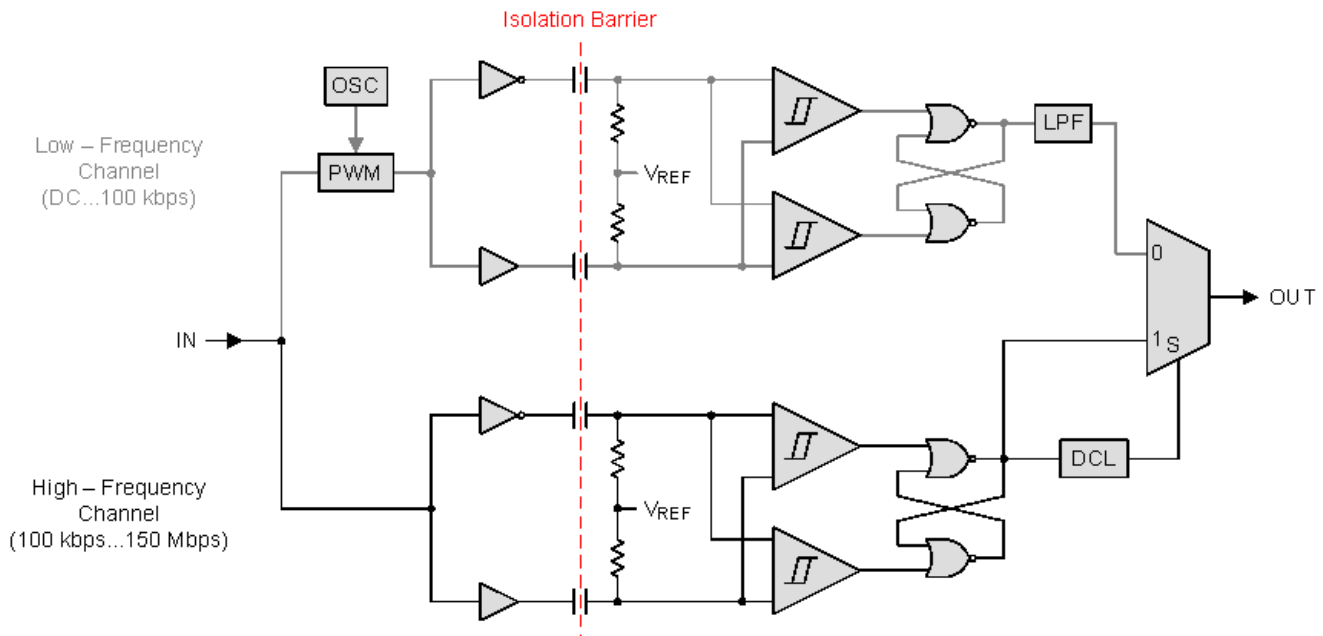 Isolation Barrier
OSC
Low – Frequency
Channel
(DC...100 kbps)
PWM
VREF
LPF
0
OUT
IN
1
S
High – Frequency
Channel
(100 kbps...150 Mbps)
VREF
DCL